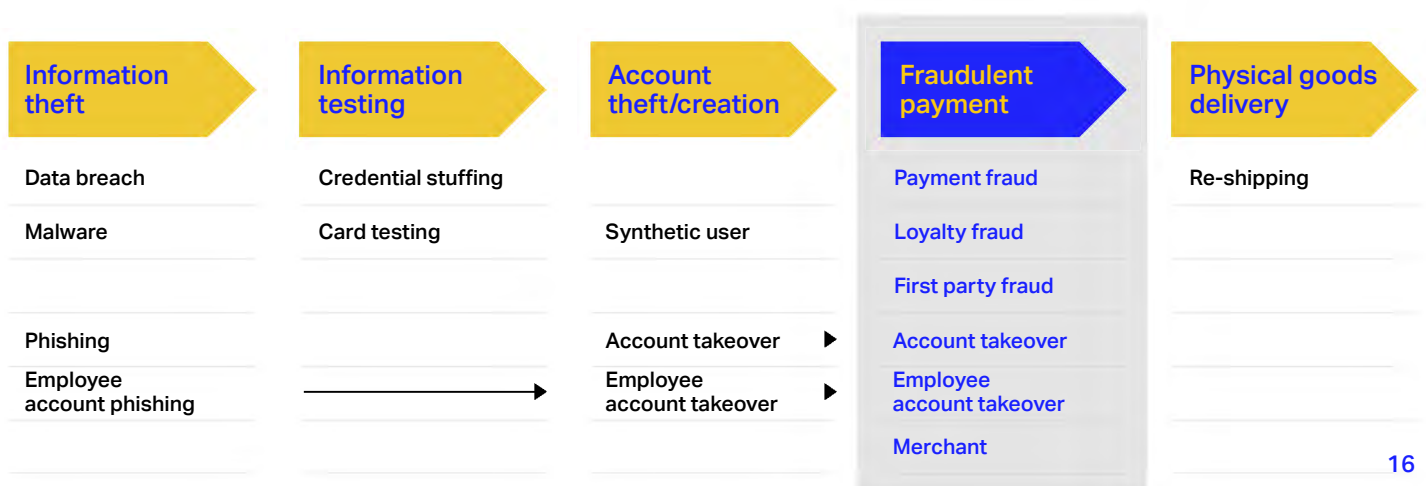 Information
theft
Information
testing
Account
theft/creation
Fraudulent
payment
Physical goods
delivery
Data breach
Credential stuffing
Payment fraud
Re-shipping
Malware
Card testing
Synthetic user
Loyalty fraud
First party fraud
Phishing
Account takeover
Account takeover
Employee
account phishing
Employee
account takeover
Employee
account takeover
Merchant
16